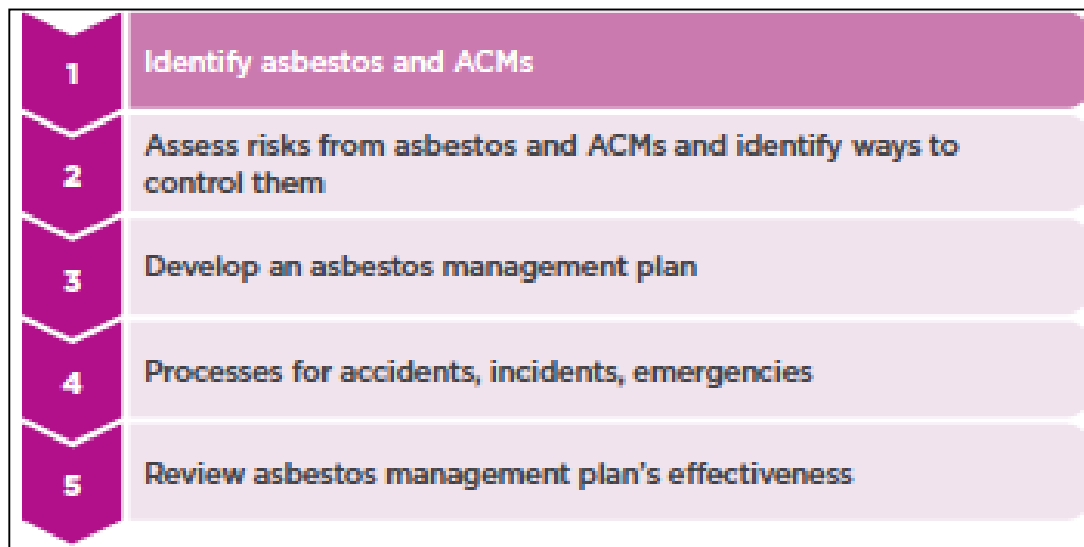 1 Identify asbestos and ACMs
2 Assess risks from asbestos and ACMs and identify ways to
control them
3 Develop an asbestos management plan
4 Processes for accidents, incidents, emergencies
5 Review asbestos management plan's effectiveness